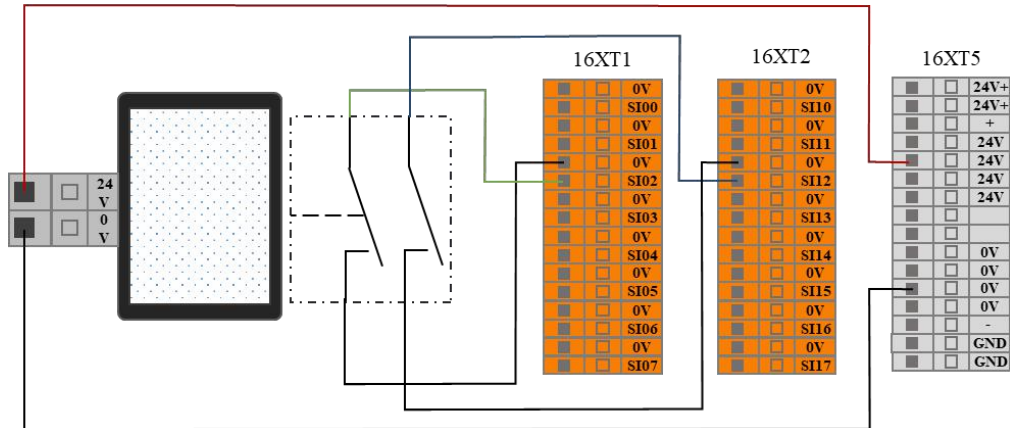 16XT1
16XT2
16XT5
24
V
0
V
0V
SI00
0V
SI01
0V
SI02
0V
SI03
0V
SI04
0V
SI05
0V
SI06
0V
SI07
0V
SI10
0V
SI11
0V
SI12
0V
SI13
0V
SI14
0V
SI15
0V
SI16
0V
SI17
24V+
24V+
+
24V
24V
24V
24V
0V
0V
0V
0V
-
GND
GND